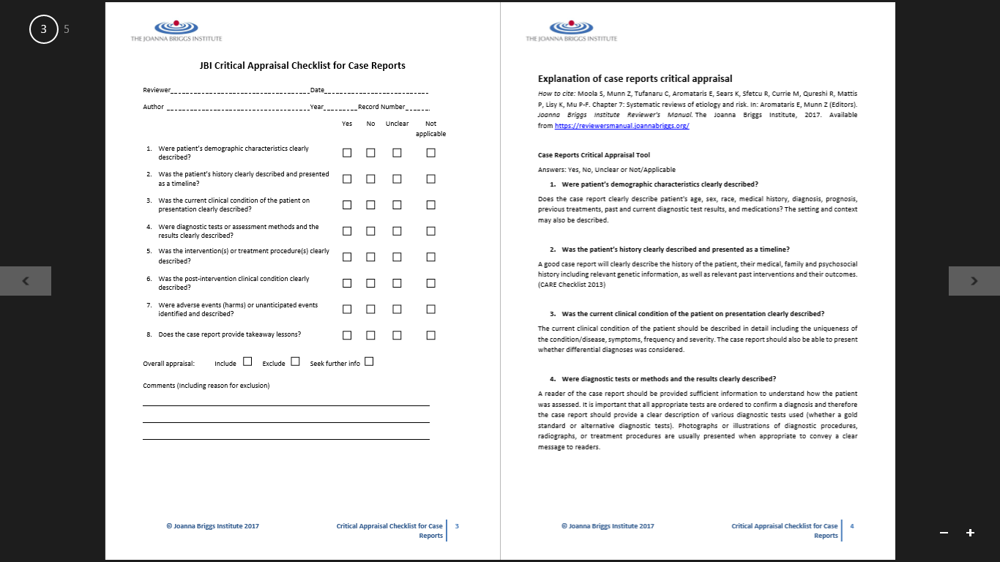 3 5
THE JOANNA BRIGGS INSTITUTE
JBI Critical Appraisal Checklist for Case Reports
Reviewer Date
Author Year Record Number
Yes No Unclear Not
applicable
1. Were patient's demographic characteristics clearly
described?
2. Was the patient's history clearly described and presented
as a timeline?
3. Was the current clinical condition of the patient on
presentation clearly described?
4. Were diagnostic tests or assessment methods and the
results clearly described?
5. Was the intervention(s) or treatment procedure(s) clearly
described?
6. Was the post-intervention clinical condition clearly
described?
7. Were adverse events (harms) or unanticipated events
identified and described?
8. Does the case report provide takeaway lessons?
Overall appraisal: Include Exclude Seek further info
Comments (Including reason for exclusion)
© Joanna Briggs Institute 2017
Critical Appraisal Checklist for Case
Reports
3
THE JOANNA BRIGGS INSTITUTE
Explanation of case reports critical appraisal
How to cite: Moola S, Munn Z, Tufanaru C, Aromataris E, Sears K, Sfetcu R, Currie M, Qureshi R, Mattis
P, Lisy K, Mu P-F. Chapter 7: Systematic reviews of etiology and risk. In: Aromataris E, Munn Z (Editors).
Joanna Briggs Institute Reviewer's Manual. The Joanna Briggs Institute, 2017. Available
from https://reviewersmanual.joannabriggs.org/
Case Reports Critical Appraisal Tool
Answers: Yes, No, Unclear or Not/Applicable
1. Were patient's demographic characteristics clearly described?
Does the case report clearly describe patient's age, sex, race, medical history, diagnosis, prognosis,
previous treatments, past and current diagnostic test results, and medications? The setting and context
may also be described.
2. Was the patient's history clearly described and presented as a timeline?
A good case report will clearly describe the history of the patient, their medical, family and psychosocial
history including relevant genetic information, as well as relevant past interventions and their outcomes.
(CARE Checklist 2013)
3. Was the current clinical condition of the patient on presentation clearly described?
The current clinical condition of the patient should be described in detail including the uniqueness of
the condition/disease, symptoms, frequency and severity. The case report should also be able to present
whether differential diagnoses was considered.
4. Were diagnostic tests or methods and the results clearly described?
A reader of the case report should be provided sufficient information to understand how the patient
was assessed. It is important that all appropriate tests are ordered to confirm a diagnosis and therefore
the case report should provide a clear description of various diagnostic tests used (whether a gold
standard or alternative diagnostic tests). Photographs or illustrations of diagnostic procedures,
radiographs, or treatment procedures are usually presented when appropriate to convey a clear
message to readers.
© Joanna Briggs Institute 2017
Critical Appraisal Checklist for Case
Reports
4